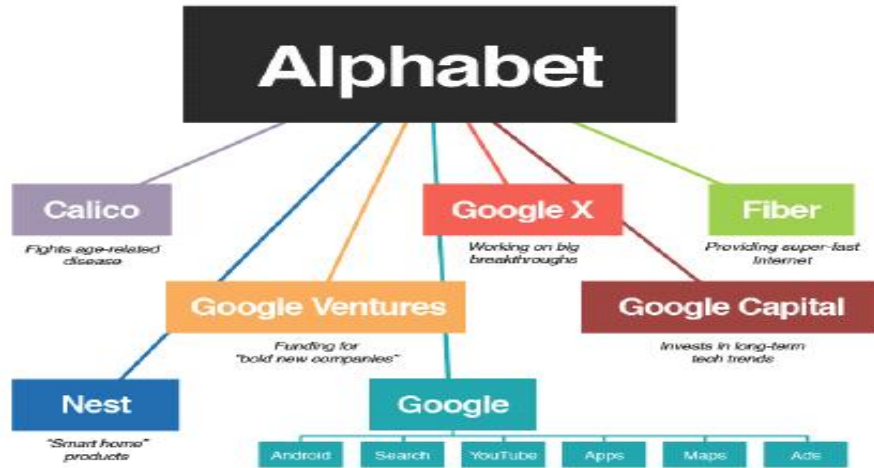 Alphabet
Calico
Fights age-related
disease
Google X
Working on big
breakthroughs
Fiber
Providing super-fast
Internet
Google Ventures
Funding for
"bold new companies"
Google Capital
Invests in long-term
tech trends
Nest
"Smart home"
products
Google
Android Search YouTube Apps Maps Ads